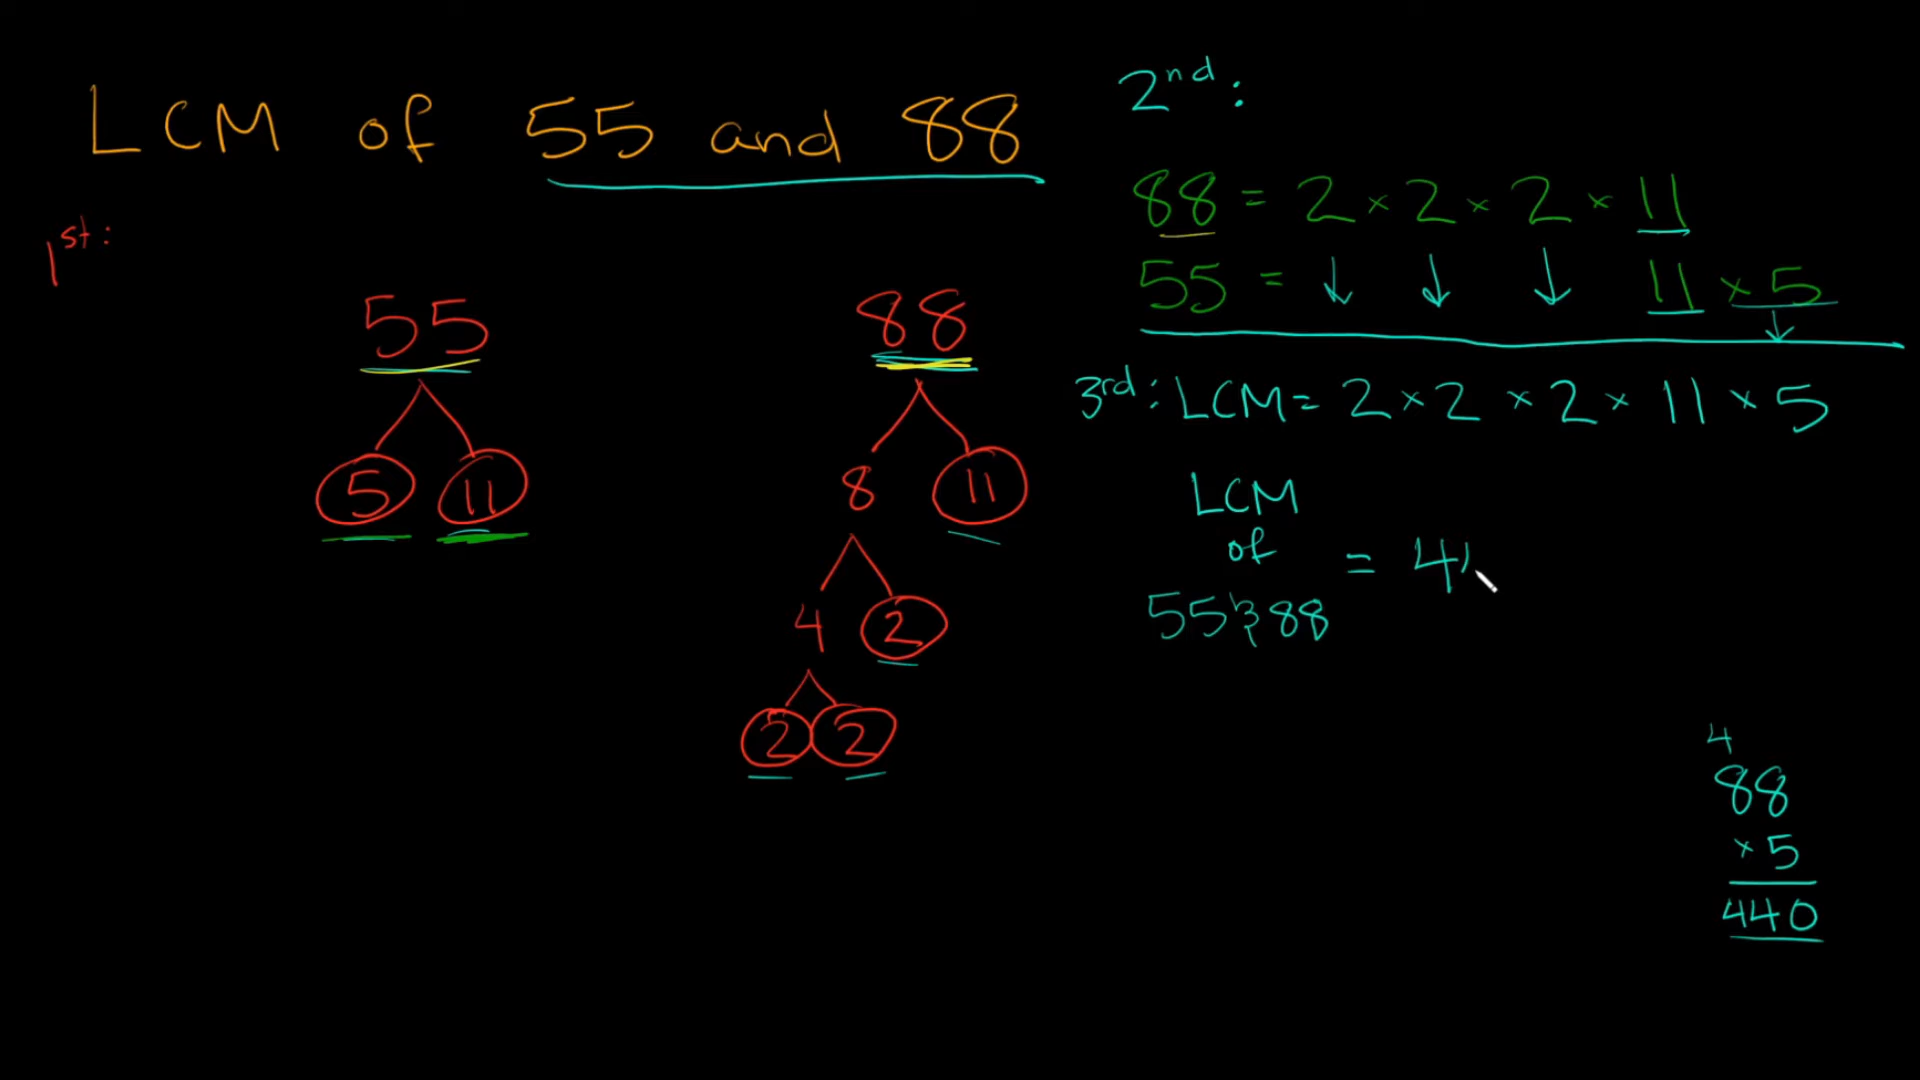 LCM of 55 and 88
1st:
55
5 11
88
8 11
4 2
2 2
2nd:
88 = 2 × 2 × 2 × 11
55 = ↓ ↓ ↓ 11 × 5
↓
3rd: LCM = 2 × 2 × 2 × 11 × 5
LCM
of
55 & 88
= 4
4
88
× 5
440